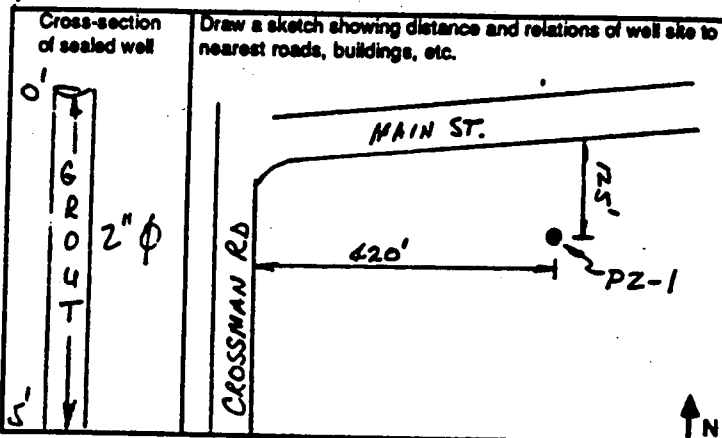 Cross-section
of sealed well
Draw a sketch showing distance and relations of well site to
nearest roads, buildings, etc.
0'
GROUT
2" φ
5'
MAIN ST.
25'
420'
PZ-1
CROSSMAN RD
N